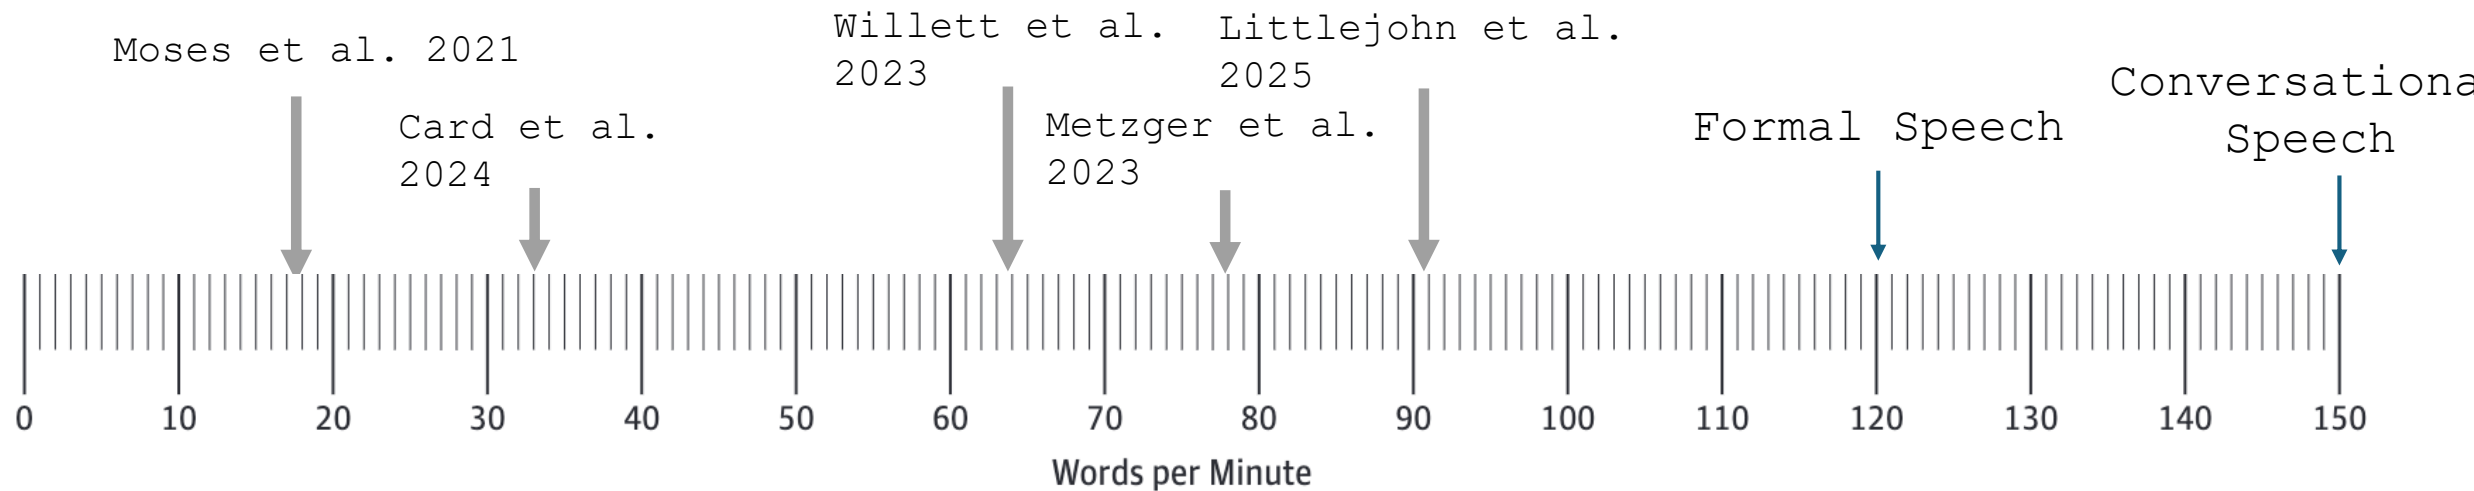 Moses et al. 2021
Card et al.
2024
Willett et al.
2023
Metzger et al.
2023
Littlejohn et al.
2025
Formal Speech
Conversationa
Speech
0 10 20 30 40 50 60 70 80 90 100 110 120 130 140 150
Words per Minute